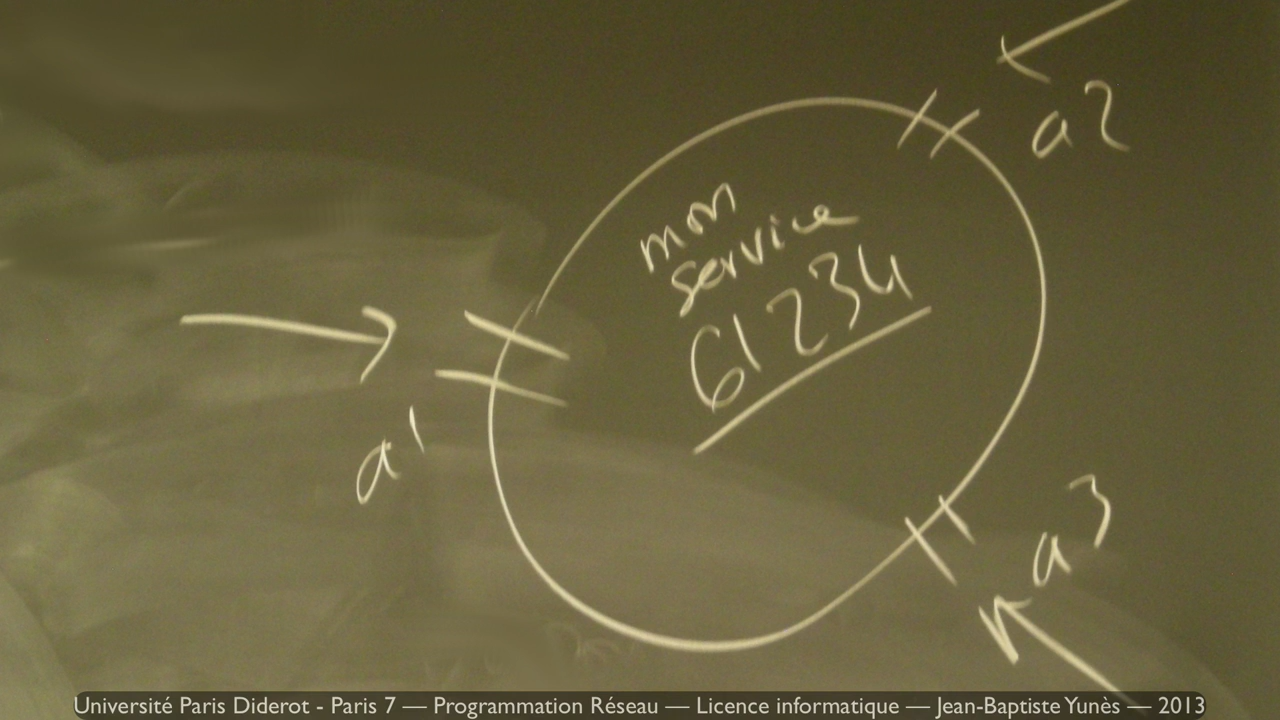 a2
mon
service
61234
a1
a3
Université Paris Diderot - Paris 7 — Programmation Réseau — Licence informatique — Jean-Baptiste Yunès — 2013